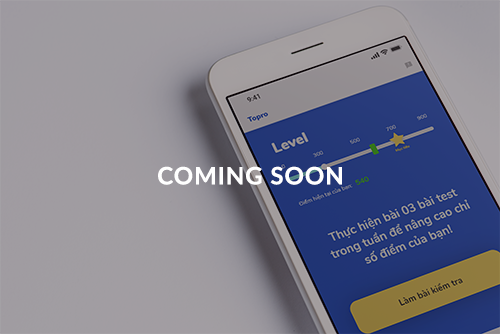 9:41
Topro
Level
300
500
700
900
Điểm hiện tại của bạn: 540
COMING SOON
Thực hiện bài 03 bài test
trong tuần để nâng cao chỉ
số điểm của bạn!
Làm bài kiểm tra